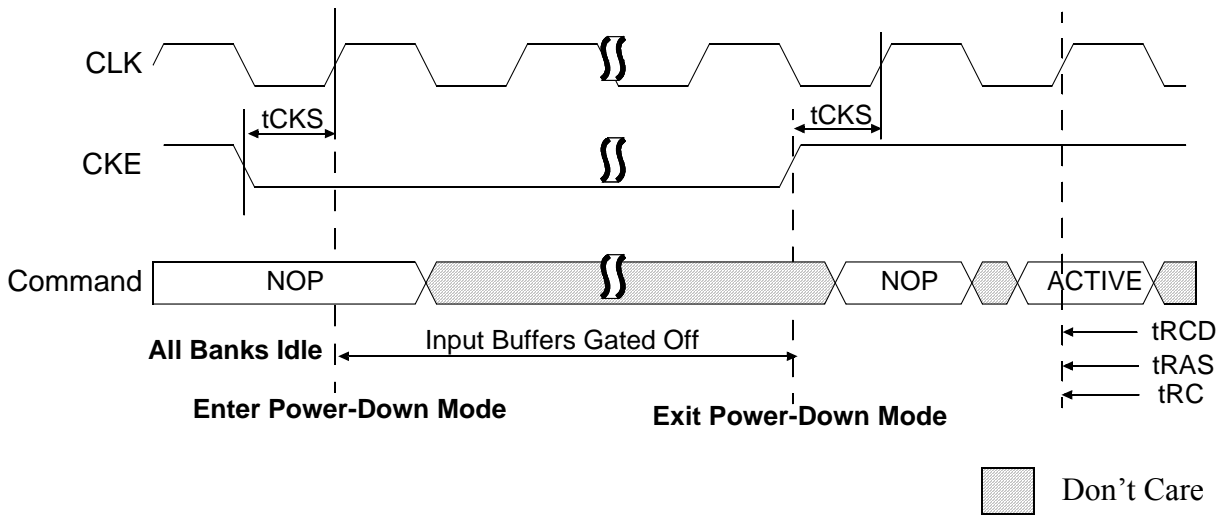 CLK
tCKS
tCKS
CKE
Command
NOP
NOP
ACTIVE
All Banks Idle
Input Buffers Gated Off
tRCD
tRAS
tRC
Enter Power-Down Mode
Exit Power-Down Mode
Don't Care